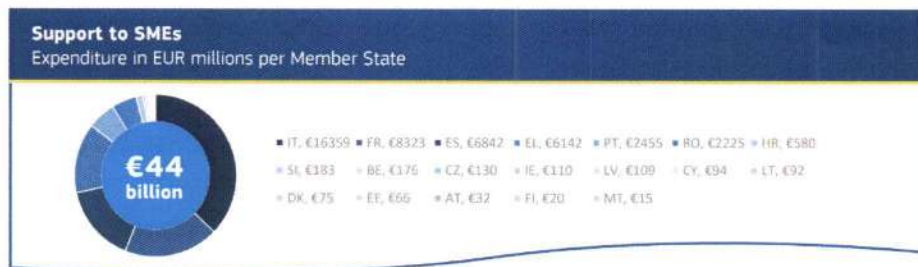 Support to SMEs
Expenditure in EUR millions per Member State
€44
billion
IT, €16359 FR, €8323 ES, €6842 EL, €6142 PT, €2455 RO, €2225 HR, €580
SI, €183 BE, €176 CZ, €130 IE, €110 LV, €109 CY, €94 LT, €92
DK, €75 EE, €66 AT, €32 FI, €20 MT, €15